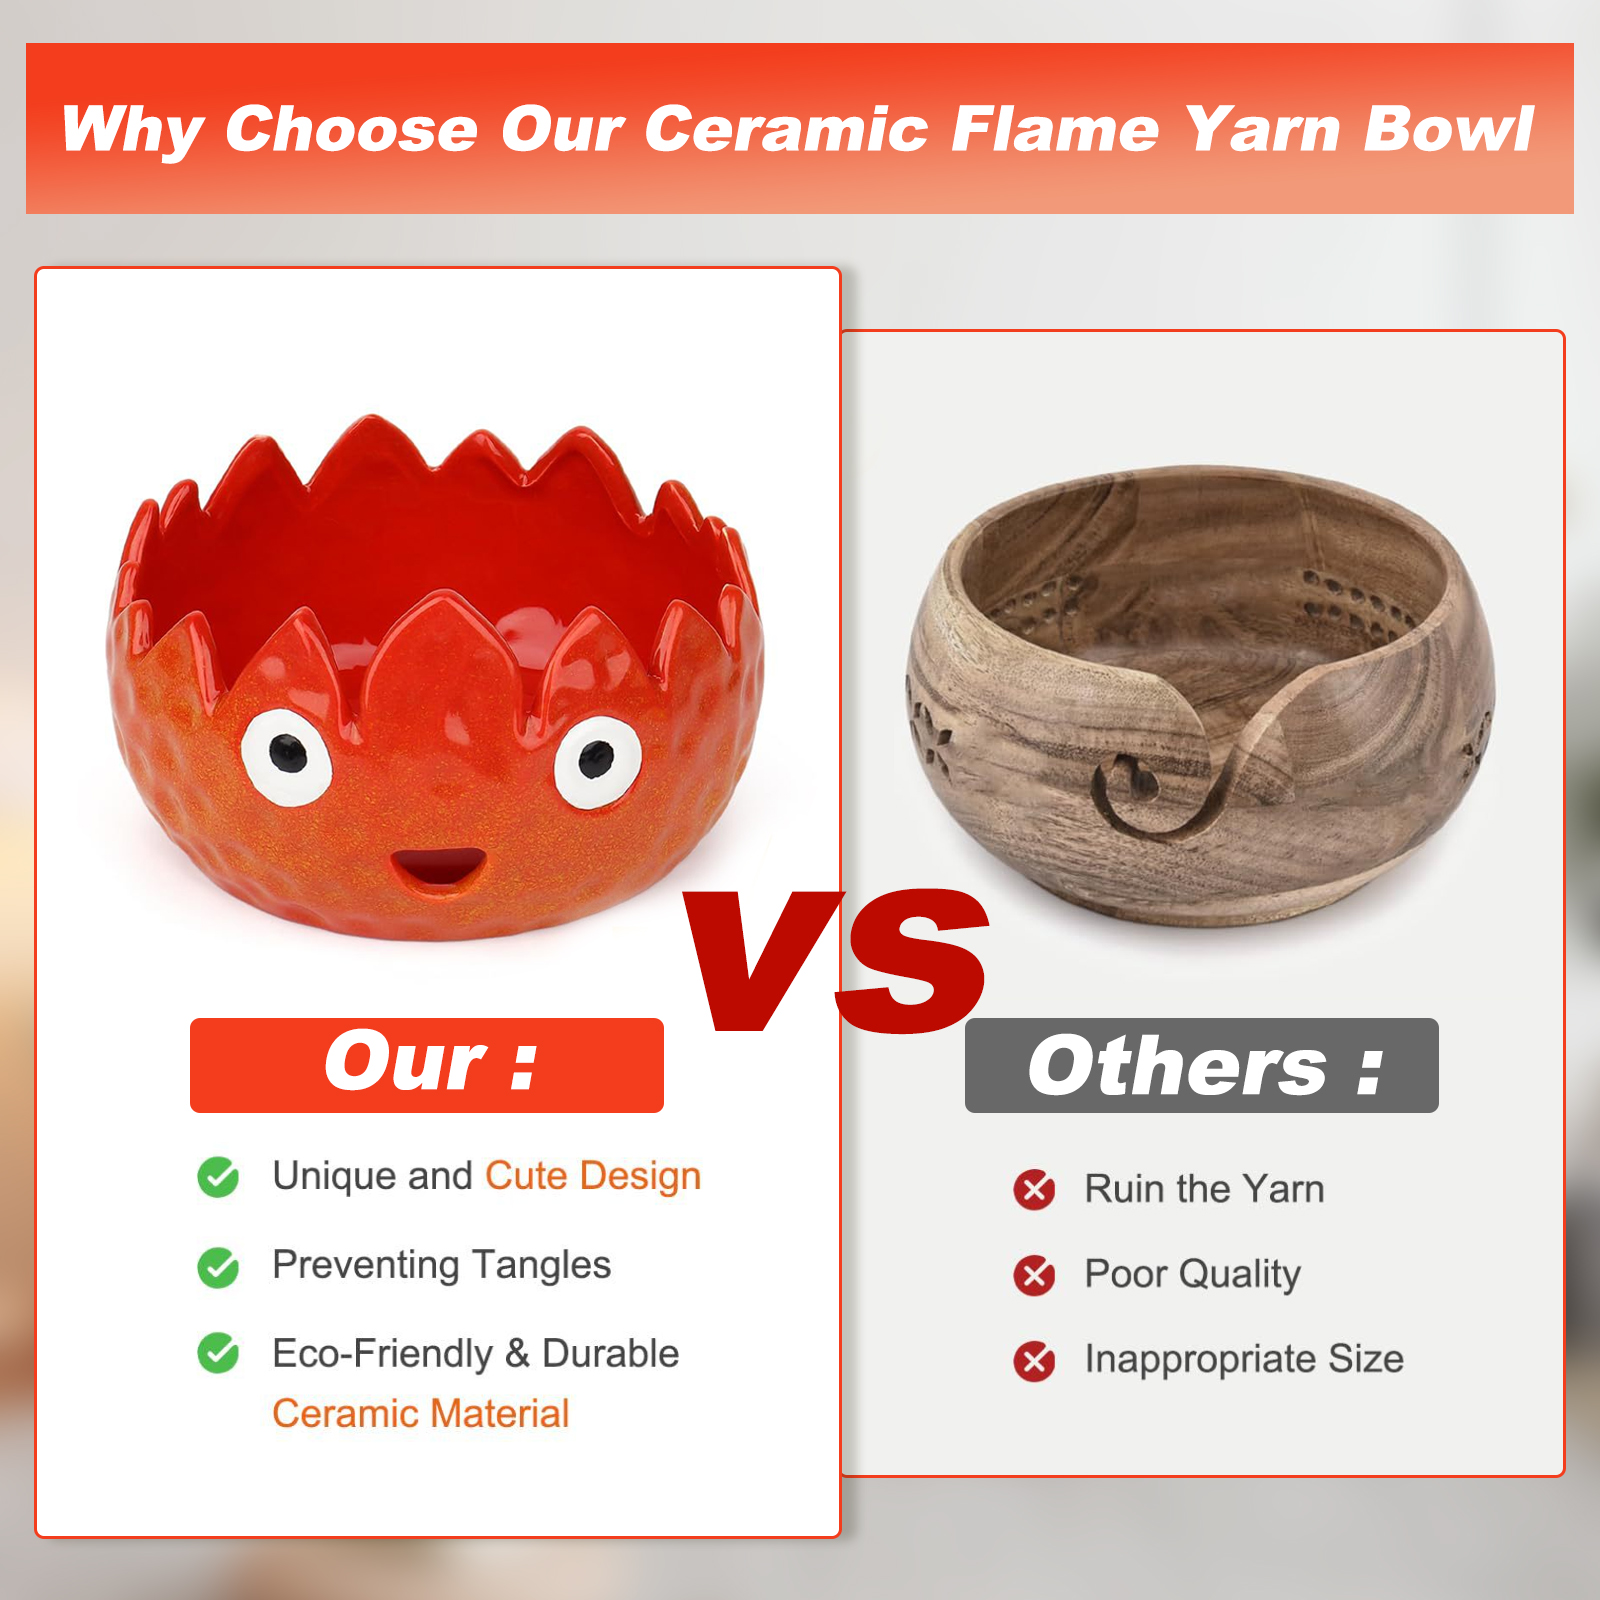 Why Choose Our Ceramic Flame Yarn Bowl
VS
Our :
Unique and Cute Design
Preventing Tangles
Eco-Friendly & Durable
Ceramic Material
Others :
Ruin the Yarn
Poor Quality
Inappropriate Size